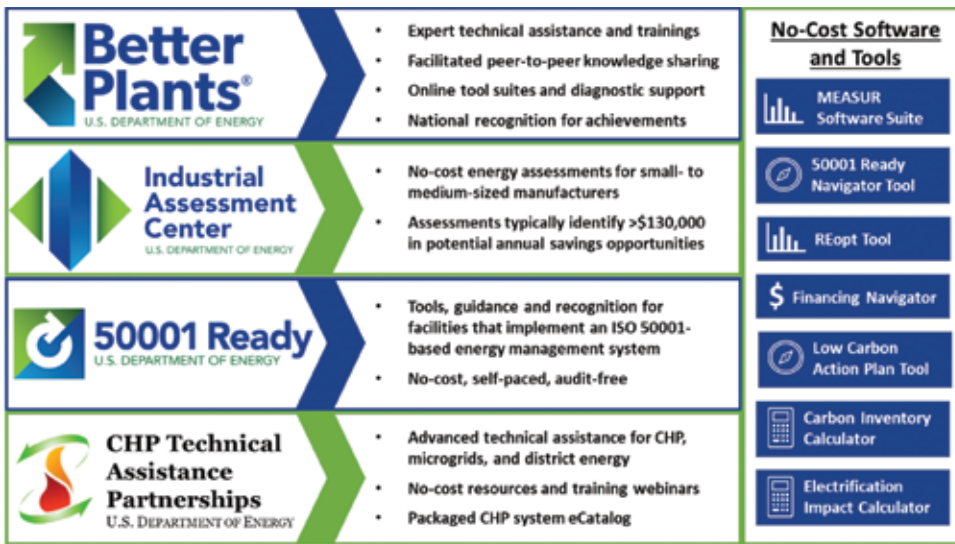 Better
Plants®
U.S. DEPARTMENT OF ENERGY
• Expert technical assistance and trainings
• Facilitated peer-to-peer knowledge sharing
• Online tool suites and diagnostic support
• National recognition for achievements
Industrial
Assessment
Center
U.S. DEPARTMENT OF ENERGY
• No-cost energy assessments for small- to
medium-sized manufacturers
• Assessments typically identify >$130,000
in potential annual savings opportunities
50001 Ready
U.S. DEPARTMENT OF ENERGY
• Tools, guidance and recognition for
facilities that implement an ISO 50001-
based energy management system
• No-cost, self-paced, audit-free
CHP Technical
Assistance
Partnerships
U.S. DEPARTMENT OF ENERGY
• Advanced technical assistance for CHP,
microgrids, and district energy
• No-cost resources and training webinars
• Packaged CHP system eCatalog
No-Cost Software
and Tools
MEASUR
Software Suite
50001 Ready
Navigator Tool
REopt Tool
$ Financing Navigator
Low Carbon
Action Plan Tool
Carbon Inventory
Calculator
Electrification
Impact Calculator